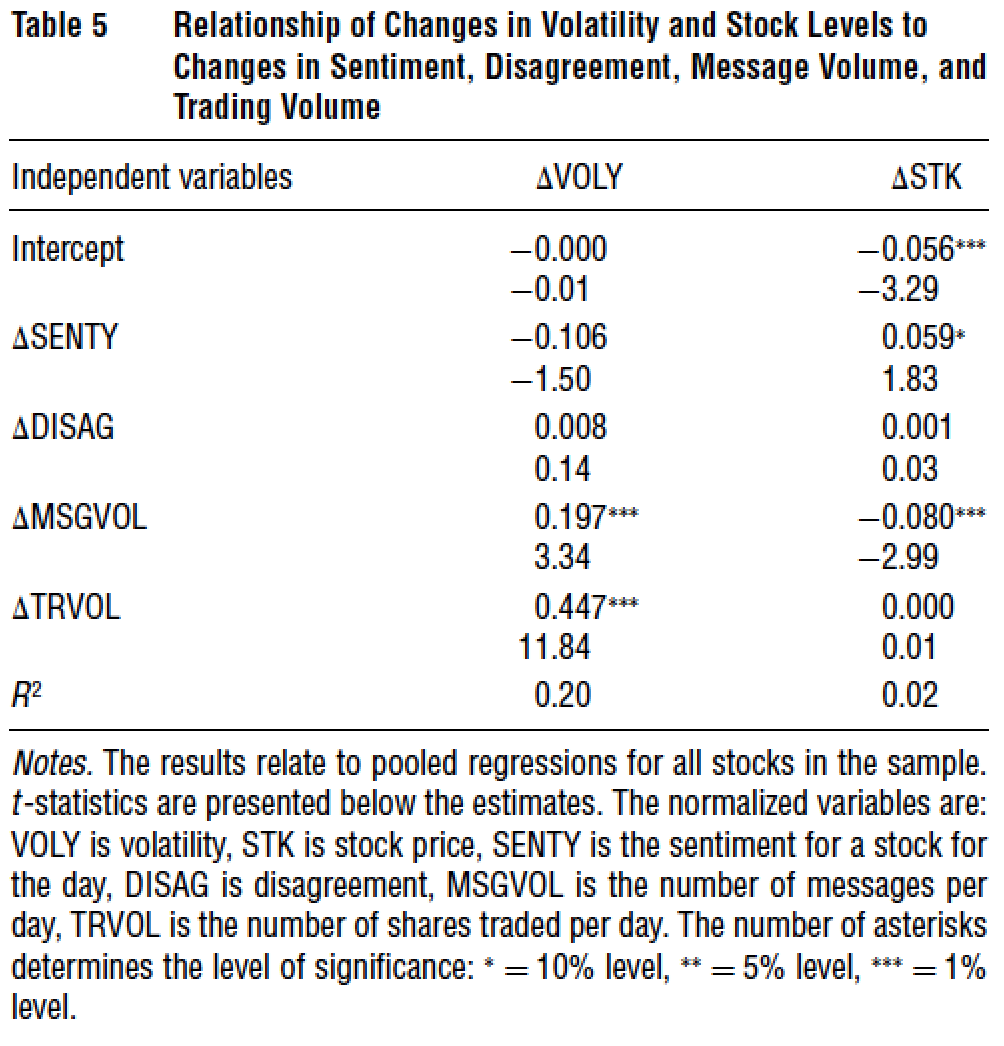 Table 5 Relationship of Changes in Volatility and Stock Levels to
Changes in Sentiment, Disagreement, Message Volume, and
Trading Volume
Independent variables ΔVOLY ΔSTK
Intercept −0.000 −0.056***
−0.01 −3.29
ΔSENTY −0.106 0.059*
−1.50 1.83
ΔDISAG 0.008 0.001
0.14 0.03
ΔMSGVOL 0.197*** −0.080***
3.34 −2.99
ΔTRVOL 0.447*** 0.000
11.84 0.01
R² 0.20 0.02
Notes. The results relate to pooled regressions for all stocks in the sample.
t-statistics are presented below the estimates. The normalized variables are:
VOLY is volatility, STK is stock price, SENTY is the sentiment for a stock for
the day, DISAG is disagreement, MSGVOL is the number of messages per
day, TRVOL is the number of shares traded per day. The number of asterisks
determines the level of significance: * = 10% level, ** = 5% level, *** = 1%
level.